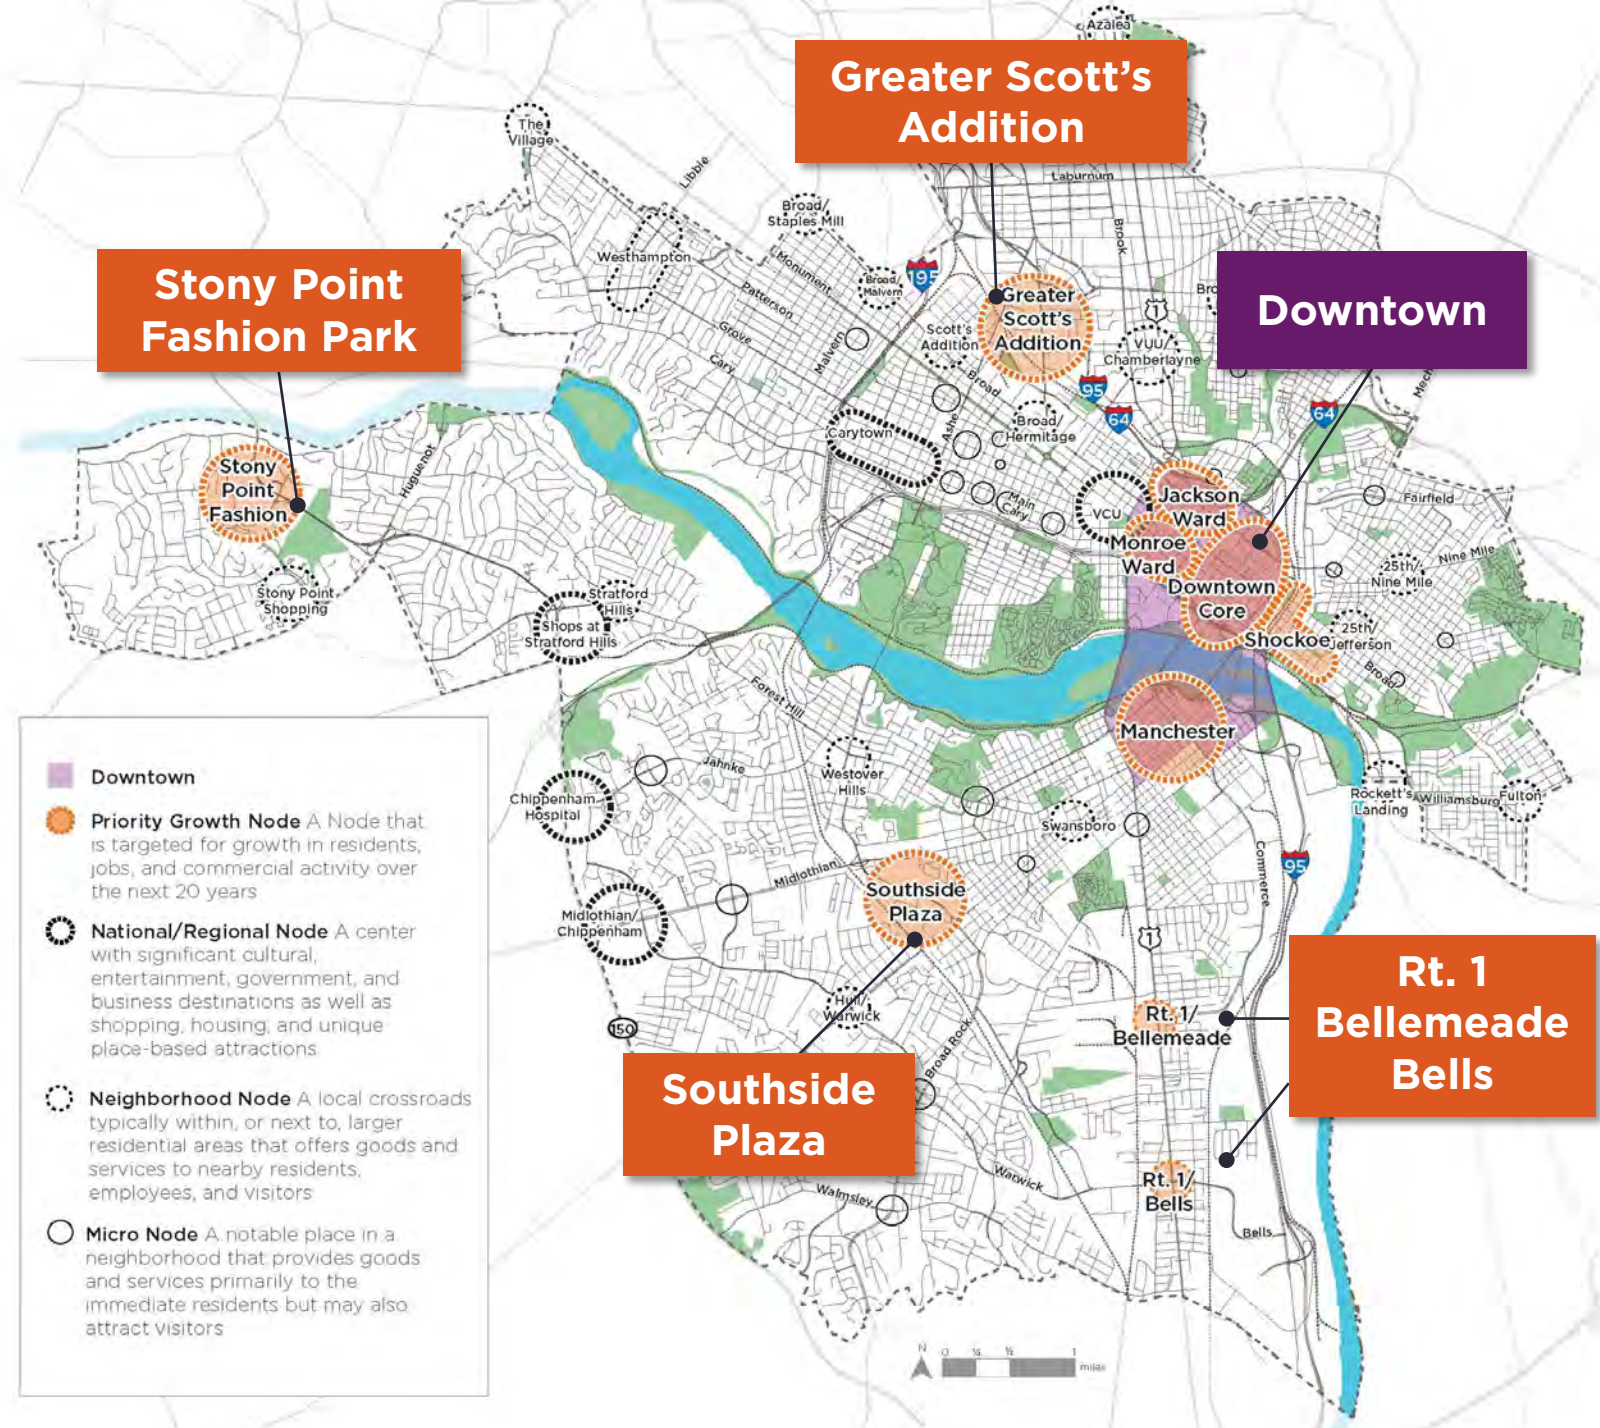 Azalea
Greater Scott's
Addition
The
Village
Libbie
Laburnum
Broad/
Staples Mill
Brook
Westhampton
Monument
Broad/
Malvern
195
Stony Point
Fashion Park
Patterson
Greater
Scott's
Addition
1
Downtown
Grove
Malvern
Scott's
Addition
VUU/
Chamberlayne
Cary
Broad
95
64
64
Carytown
Ashe
Broad/
Hermitage
Huguenot
Stony
Point
Fashion
Main
Cary
VCU
Jackson
Ward
Fairfield
Monroe
Ward
Nine Mile
25th/
Nine Mile
Downtown
Core
Stony Point
Shopping
Stratford
Hills
Shops at
Stratford Hills
Shockoe
25th/
Jefferson
Broad
Forest Hill
Manchester
Jahnke
Westover
Hills
Chippenham
Hospital
Rockett's
Landing
Williamsburg
Fulton
Swansboro
Commerce
95
Midlothian
Southside
Plaza
Midlothian/
Chippenham
1
Hull/
Warwick
150
Rt. 1/
Bellemeade
Rt. 1
Bellemeade
Bells
Broad Rock
Southside
Plaza
Warwick
Rt. 1/
Bells
Walmsley
Bells
Downtown
Priority Growth Node A Node that
is targeted for growth in residents,
jobs, and commercial activity over
the next 20 years
National/Regional Node A center
with significant cultural,
entertainment, government, and
business destinations as well as
shopping, housing, and unique
place-based attractions
Neighborhood Node A local crossroads
typically within, or next to, larger
residential areas that offers goods and
services to nearby residents,
employees, and visitors
Micro Node A notable place in a
neighborhood that provides goods
and services primarily to the
immediate residents but may also
attract visitors
N
0 ¼ ½ 1
miles